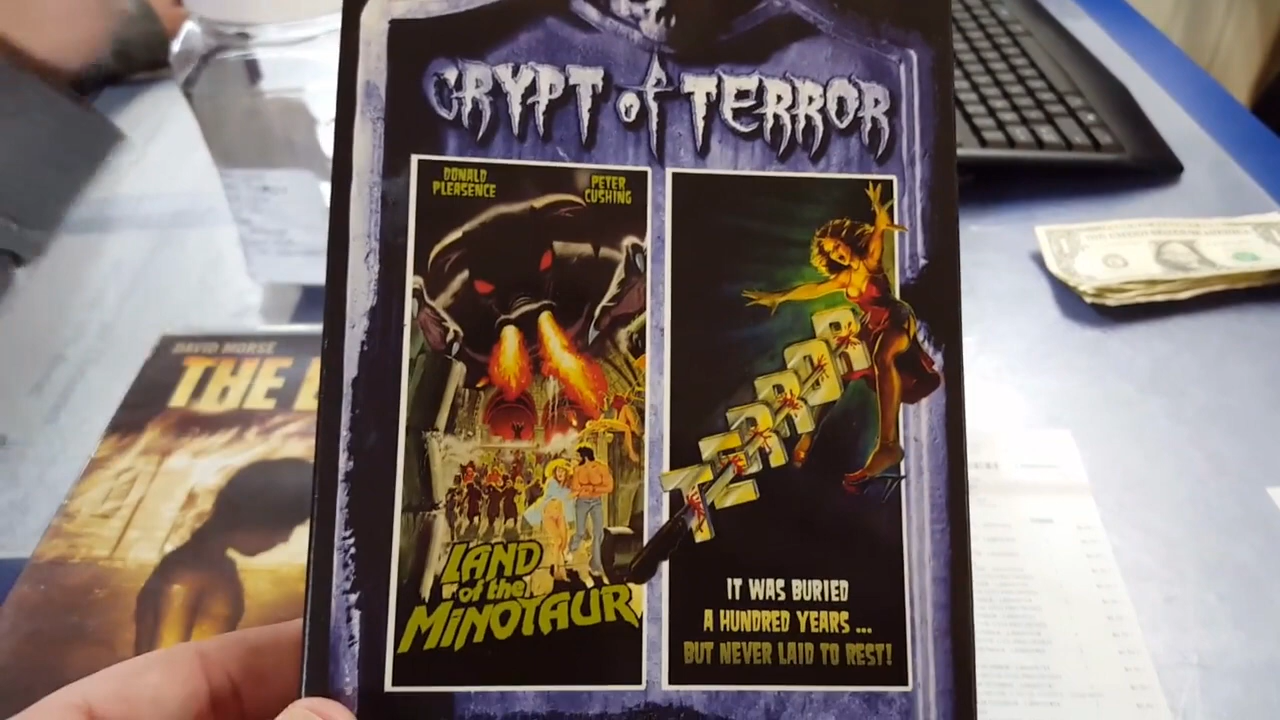 CRYPT of TERROR
DONALD
PLEASENCE
PETER
CUSHING
LAND
of the
MINOTAUR
TERROR
IT WAS BURIED
A HUNDRED YEARS ...
BUT NEVER LAID TO REST!
DAVID MORSE
THE